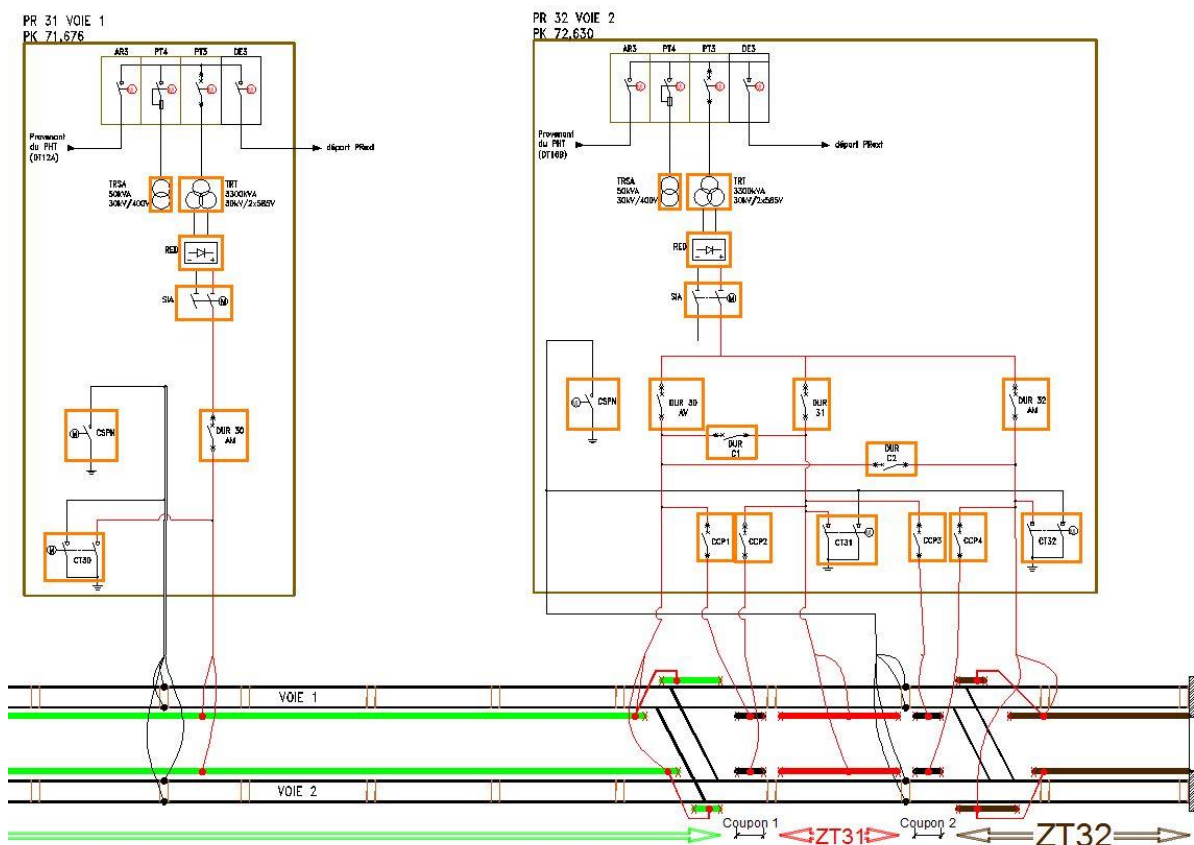 PR 31 VOIE 1
PK 71,676
AR3 PT4 PT3 DE3
M M M M
Provenant
du PHT
(DT12A)
départ PRext
TRSA
50kVA
30kV/400V
TRT
3300KVA
30kV/2x585V
RED
SIA
M
CSPN
M
DUR 30
AM
CT30
M
PR 32 VOIE 2
PK 72,630
AR3 PT4 PT3 DE3
M M M M
Provenant
du PHT
départ PRext
TRSA
50kVA
30kV/400V
TRT
3300KVA
30kV/2x585V
RED
SIA
M
CSPN
DUR 30
AV
DUR
31
DUR 32
AM
DUR
C1
DUR
C2
CCP1
CCP2
CT31
CCP3
CCP4
CT32
VOIE 1
VOIE 2
Coupon 1
ZT31
Coupon 2
ZT32